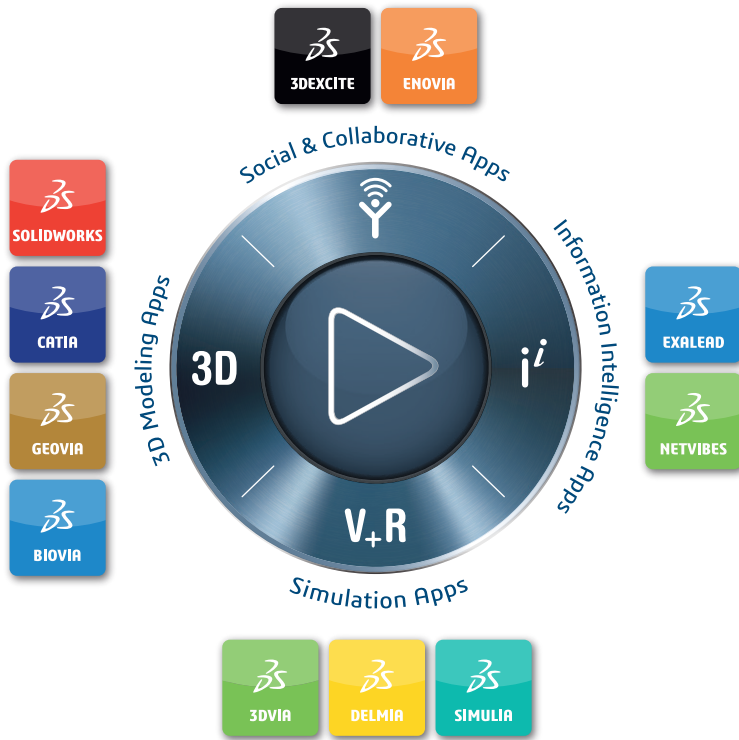 3DEXCITE
ENOVIA
Social & Collaborative Apps
SOLIDWORKS
CATIA
GEOVIA
BIOVIA
3D Modeling Apps
3D
i i
Information Intelligence Apps
EXALEAD
NETVIBES
V+R
Simulation Apps
3DVIA
DELMIA
SIMULIA